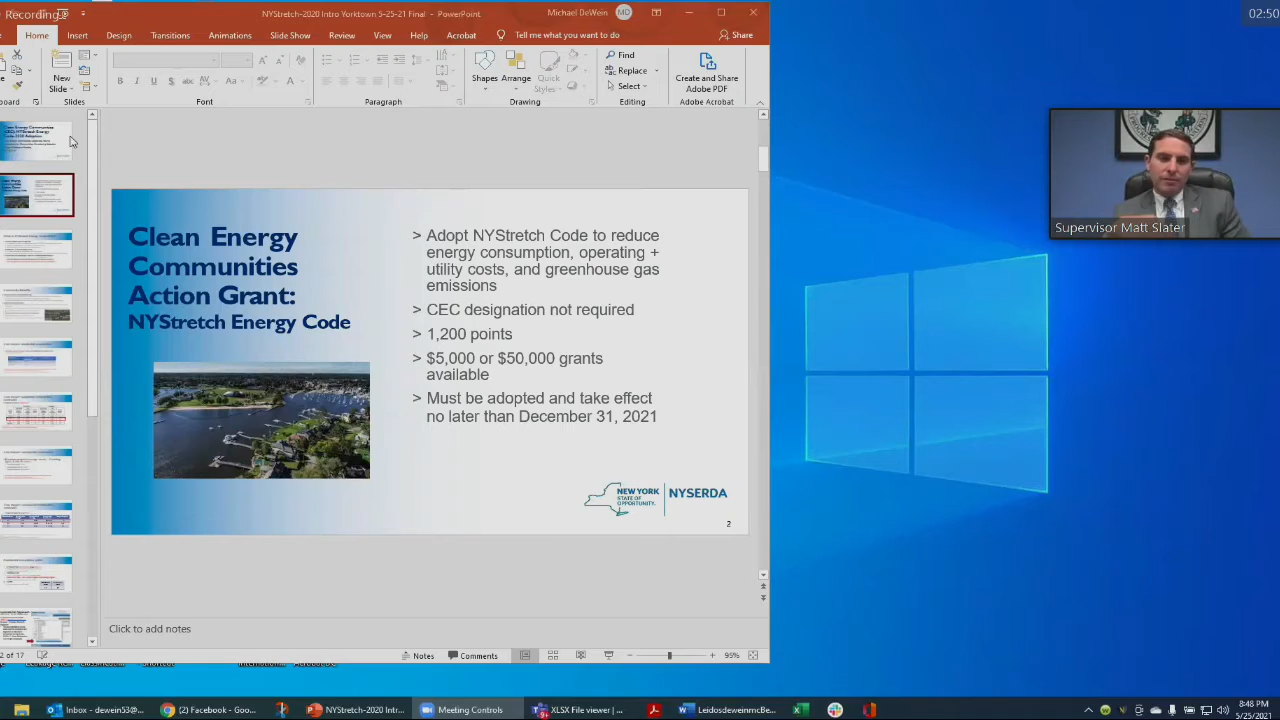 Recordings
NYStretch-2020 Intro Yorktown 5-25-21 Final - PowerPoint
Michael DeWein
MD
02:50
Home Insert Design Transitions Animations Slide Show Review View Help Acrobat Tell me what you want to do Share
New
Slide
Slides
Font
Paragraph
Shapes Arrange Quick
Styles
Drawing
Find
Replace
Select
Editing
Create and Share
Adobe PDF
Adobe Acrobat
Clean Energy
Communities
Action Grant:
NYStretch Energy Code
> Adopt NYStretch Code to reduce
energy consumption, operating +
utility costs, and greenhouse gas
emissions
> CEC designation not required
> 1,200 points
> $5,000 or $50,000 grants
available
> Must be adopted and take effect
no later than December 31, 2021
NEW YORK
STATE OF
OPPORTUNITY.
NYSERDA
2
Supervisor Matt Slater
Click to add notes
2 of 17
Notes Comments 95%
Inbox - dewein53@...
(2) Facebook - Goo...
NYStretch-2020 Intr...
Meeting Controls
XLSX File viewer | ...
LeidosdeweinmcBe...
8:48 PM
5/25/2021